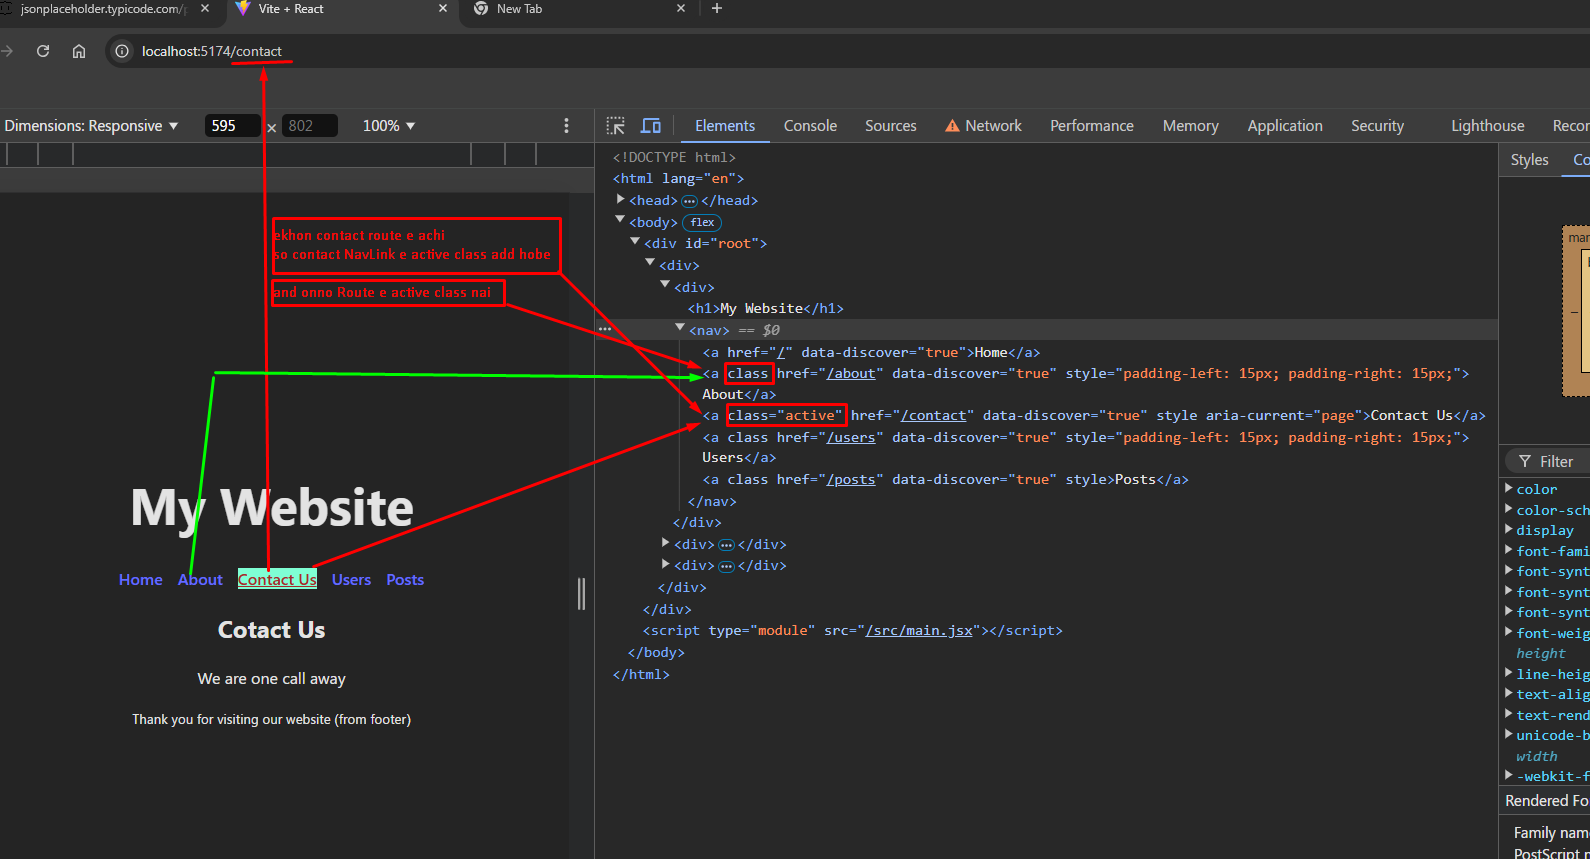 jsonplaceholder.typicode.com/
Vite + React
New Tab
localhost:5174/contact
Dimensions: Responsive
595 × 802
100%
Elements
Console
Sources
Network
Performance
Memory
Application
Security
Lighthouse
Recor
Styles
Co
<!DOCTYPE html>
<html lang="en">
<head> ··· </head>
<body> flex
<div id="root">
<div>
<div>
<h1>My Website</h1>
··· <nav> == $0
<a href="/" data-discover="true">Home</a>
<a class href="/about" data-discover="true" style="padding-left: 15px; padding-right: 15px;">
About</a>
<a class="active" href="/contact" data-discover="true" style aria-current="page">Contact Us</a>
<a class href="/users" data-discover="true" style="padding-left: 15px; padding-right: 15px;">
Users</a>
<a class href="/posts" data-discover="true" style>Posts</a>
</nav>
</div>
<div> ··· </div>
<div> ··· </div>
</div>
</div>
<script type="module" src="/src/main.jsx"></script>
</body>
</html>
ekhon contact route e achi
so contact NavLink e active class add hobe
and onno Route e active class nai
My Website
Home About Contact Us Users Posts
Cotact Us
We are one call away
Thank you for visiting our website (from footer)
mar
Filter
color
color-sch
display
font-fami
font-synt
font-synt
font-synt
font-weig
height
line-heig
text-alig
text-rend
unicode-b
width
-webkit-f
Rendered Fo
Family name
PostScript n